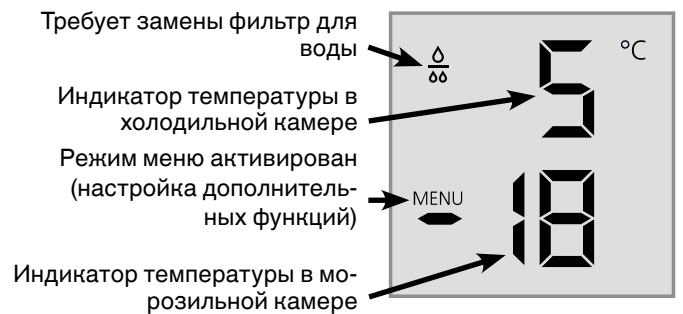 Требует замены фильтр для
воды
Индикатор температуры в
холодильной камере
Режим меню активирован
(настройка дополнитель-
ных функций)
Индикатор температуры в мо-
розильной камере
5 °C
MENU
-18